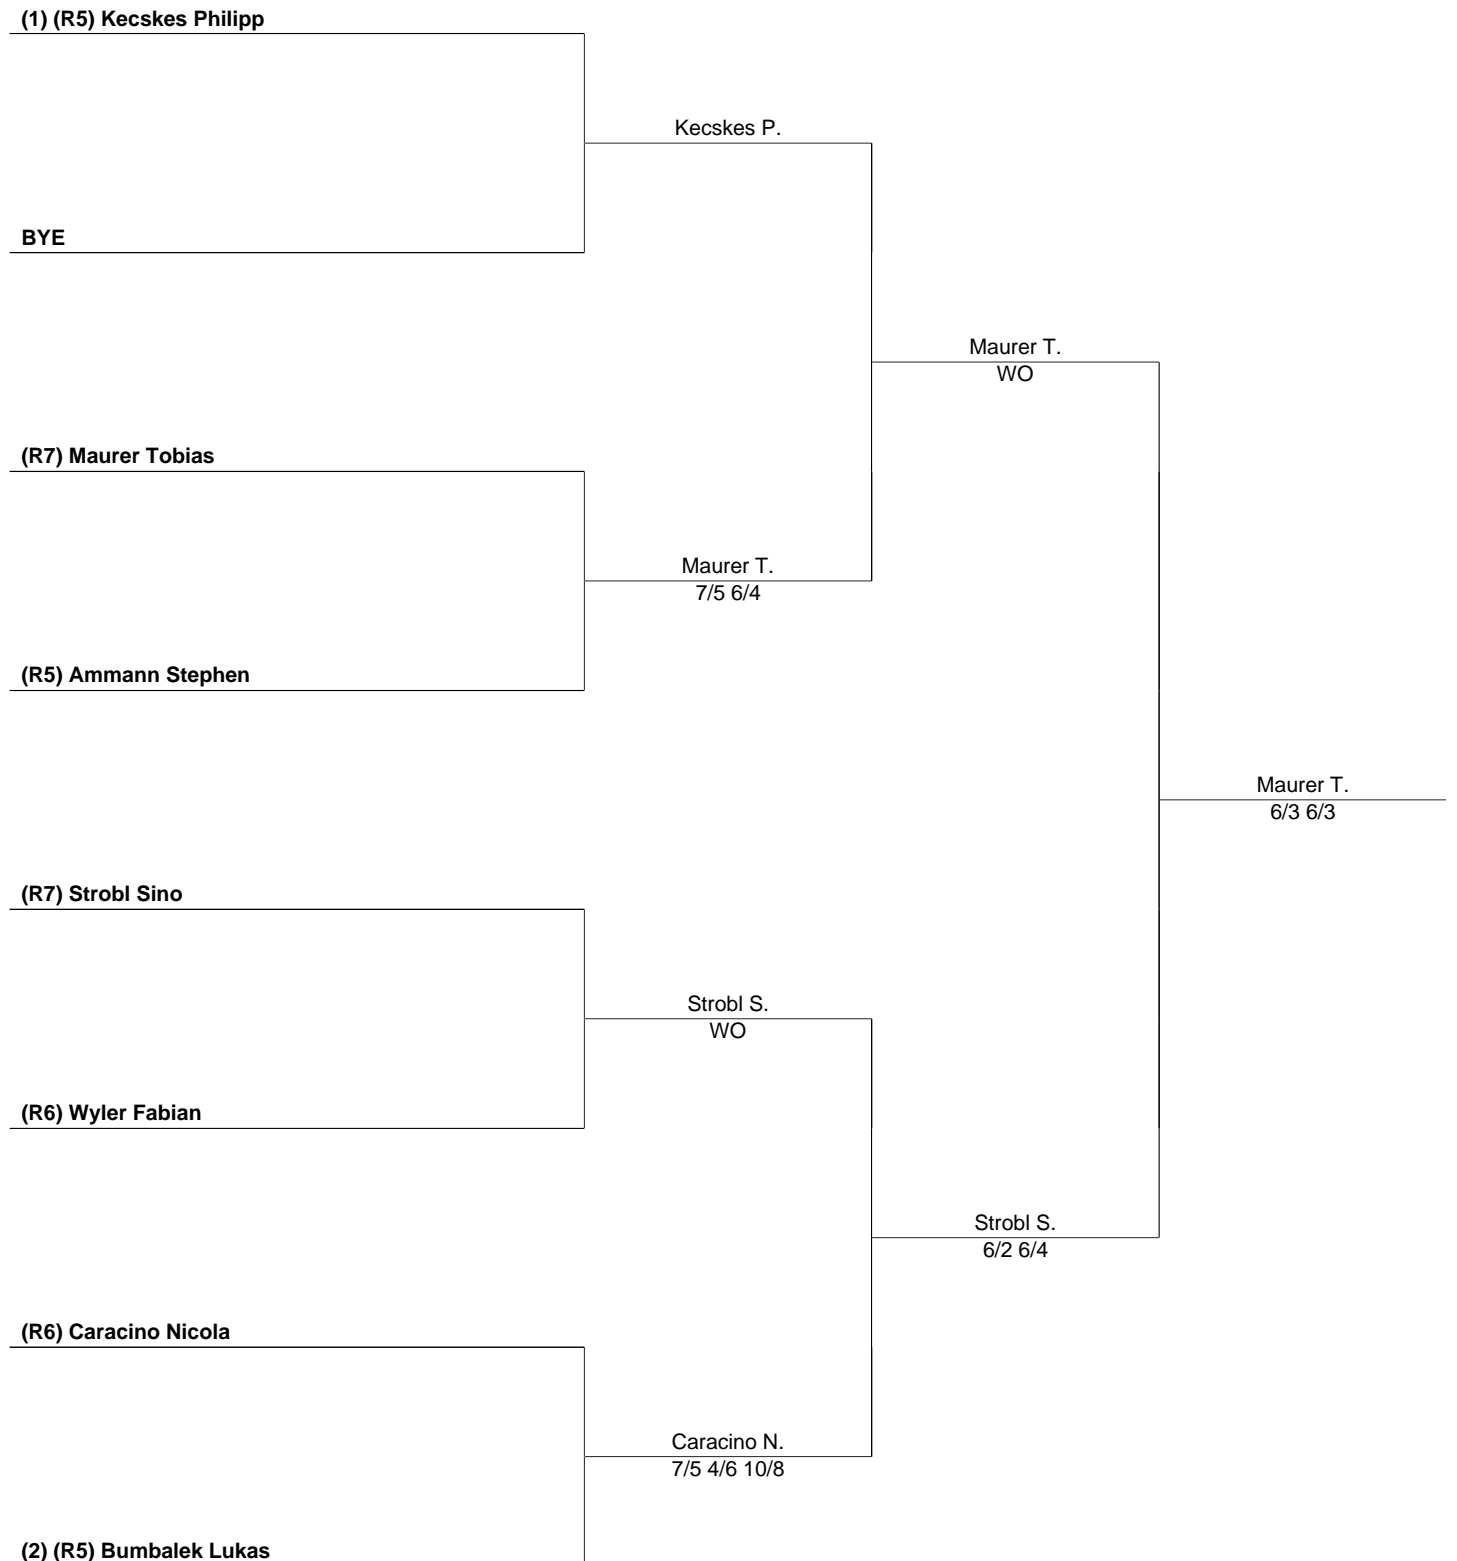 (1) (R5) Kecskes Philipp
Kecskes P.
BYE
Maurer T.
WO
(R7) Maurer Tobias
Maurer T.
7/5 6/4
(R5) Ammann Stephen
Maurer T.
6/3 6/3
(R7) Strobl Sino
Strobl S.
WO
(R6) Wyler Fabian
Strobl S.
6/2 6/4
(R6) Caracino Nicola
Caracino N.
7/5 4/6 10/8
(2) (R5) Bumbalek Lukas